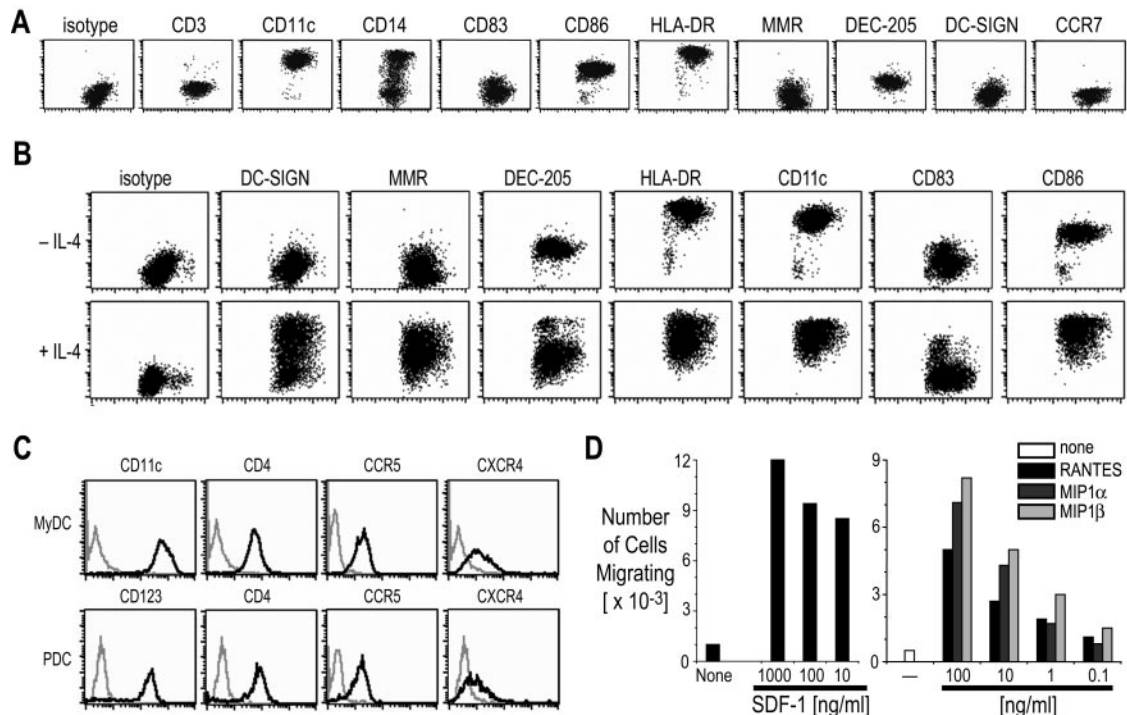 A
isotype CD3 CD11c CD14 CD83 CD86 HLA-DR MMR DEC-205 DC-SIGN CCR7
B
isotype DC-SIGN MMR DEC-205 HLA-DR CD11c CD83 CD86
– IL-4
+ IL-4
C
CD11c CD4 CCR5 CXCR4
MyDC
CD123 CD4 CCR5 CXCR4
PDC
D
Number
of Cells
Migrating
[ x 10-3]
12
9
6
3
0
None 1000 100 10
SDF-1 [ng/ml]
none
RANTES
MIP1α
MIP1β
9
6
3
0
— 100 10 1 0.1
[ng/ml]